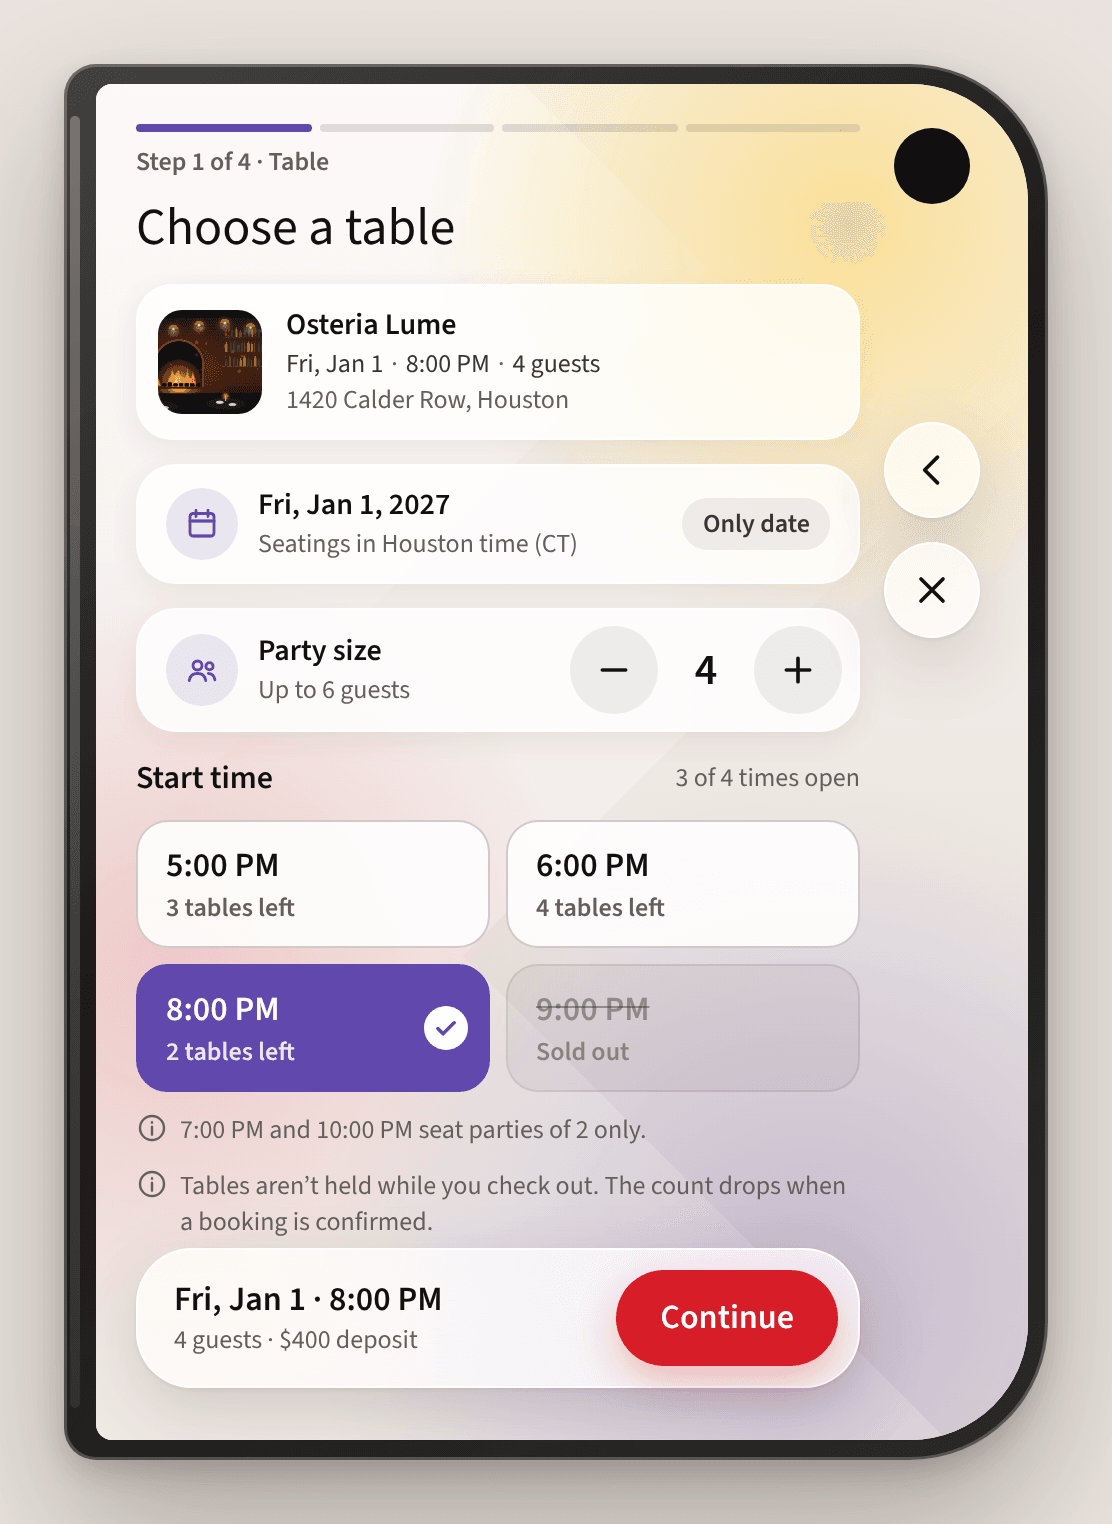 Step 1 of 4 · Table
Choose a table
Osteria Lume
Fri, Jan 1 · 8:00 PM · 4 guests
1420 Calder Row, Houston
Fri, Jan 1, 2027
Seatings in Houston time (CT)
Only date
Party size
Up to 6 guests
4
Start time
3 of 4 times open
5:00 PM
3 tables left
6:00 PM
4 tables left
8:00 PM
2 tables left
9:00 PM
Sold out
7:00 PM and 10:00 PM seat parties of 2 only.
Tables aren’t held while you check out. The count drops when
a booking is confirmed.
Fri, Jan 1 · 8:00 PM
4 guests · $400 deposit
Continue